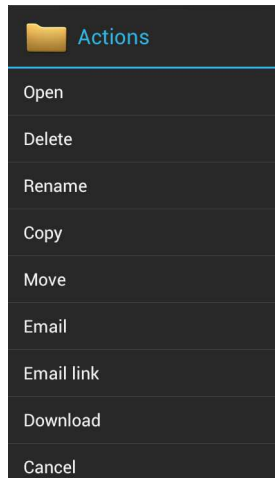 Actions
Open
Delete
Rename
Copy
Move
Email
Email link
Download
Cancel